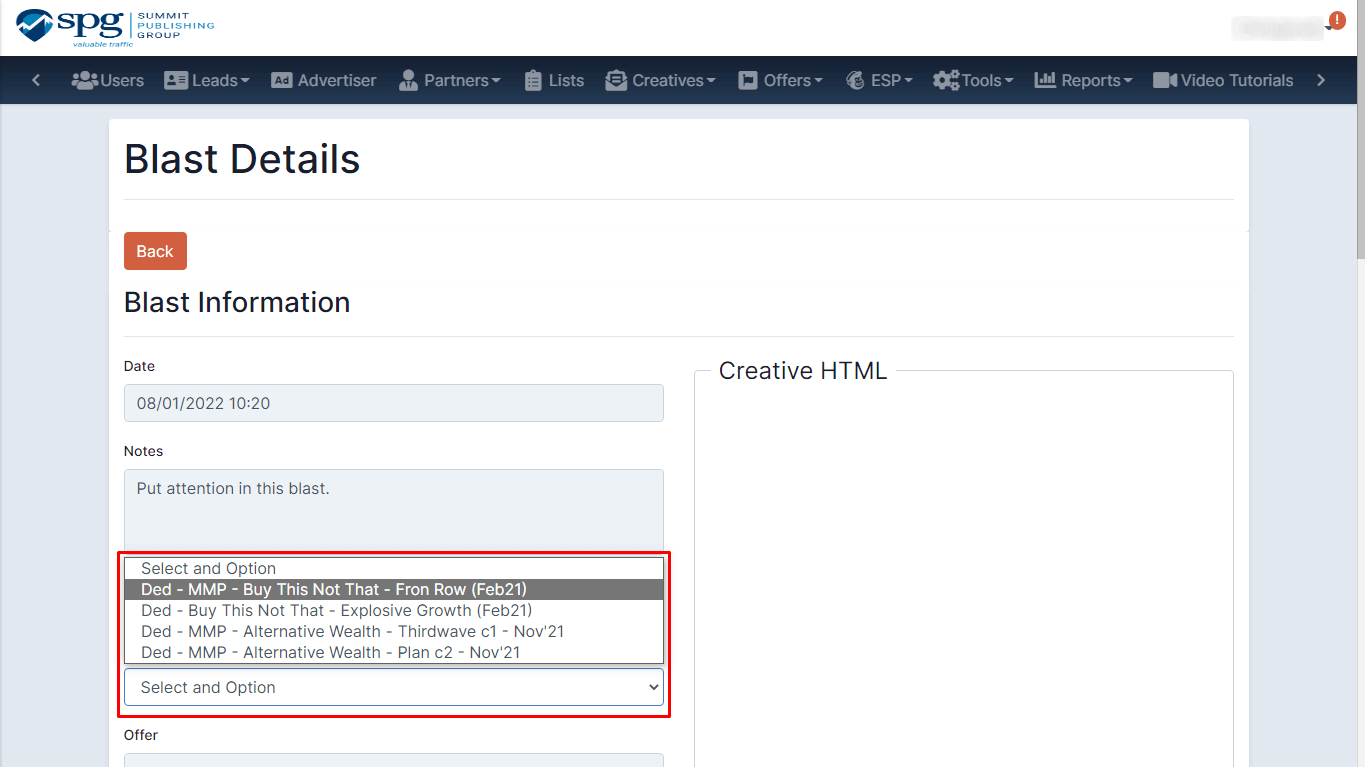 spg
SUMMIT
PUBLISHING
GROUP
valuable traffic
!
Users
Leads
Ad
Advertiser
Partners
Lists
Creatives
Offers
ESP
Tools
Reports
Video Tutorials
Blast Details
Back
Blast Information
Date
08/01/2022 10:20
Notes
Put attention in this blast.
Select and Option
Ded - MMP - Buy This Not That - Fron Row (Feb21)
Ded - Buy This Not That - Explosive Growth (Feb21)
Ded - MMP - Alternative Wealth - Thirdwave c1 - Nov'21
Ded - MMP - Alternative Wealth - Plan c2 - Nov'21
Select and Option
Offer
Creative HTML